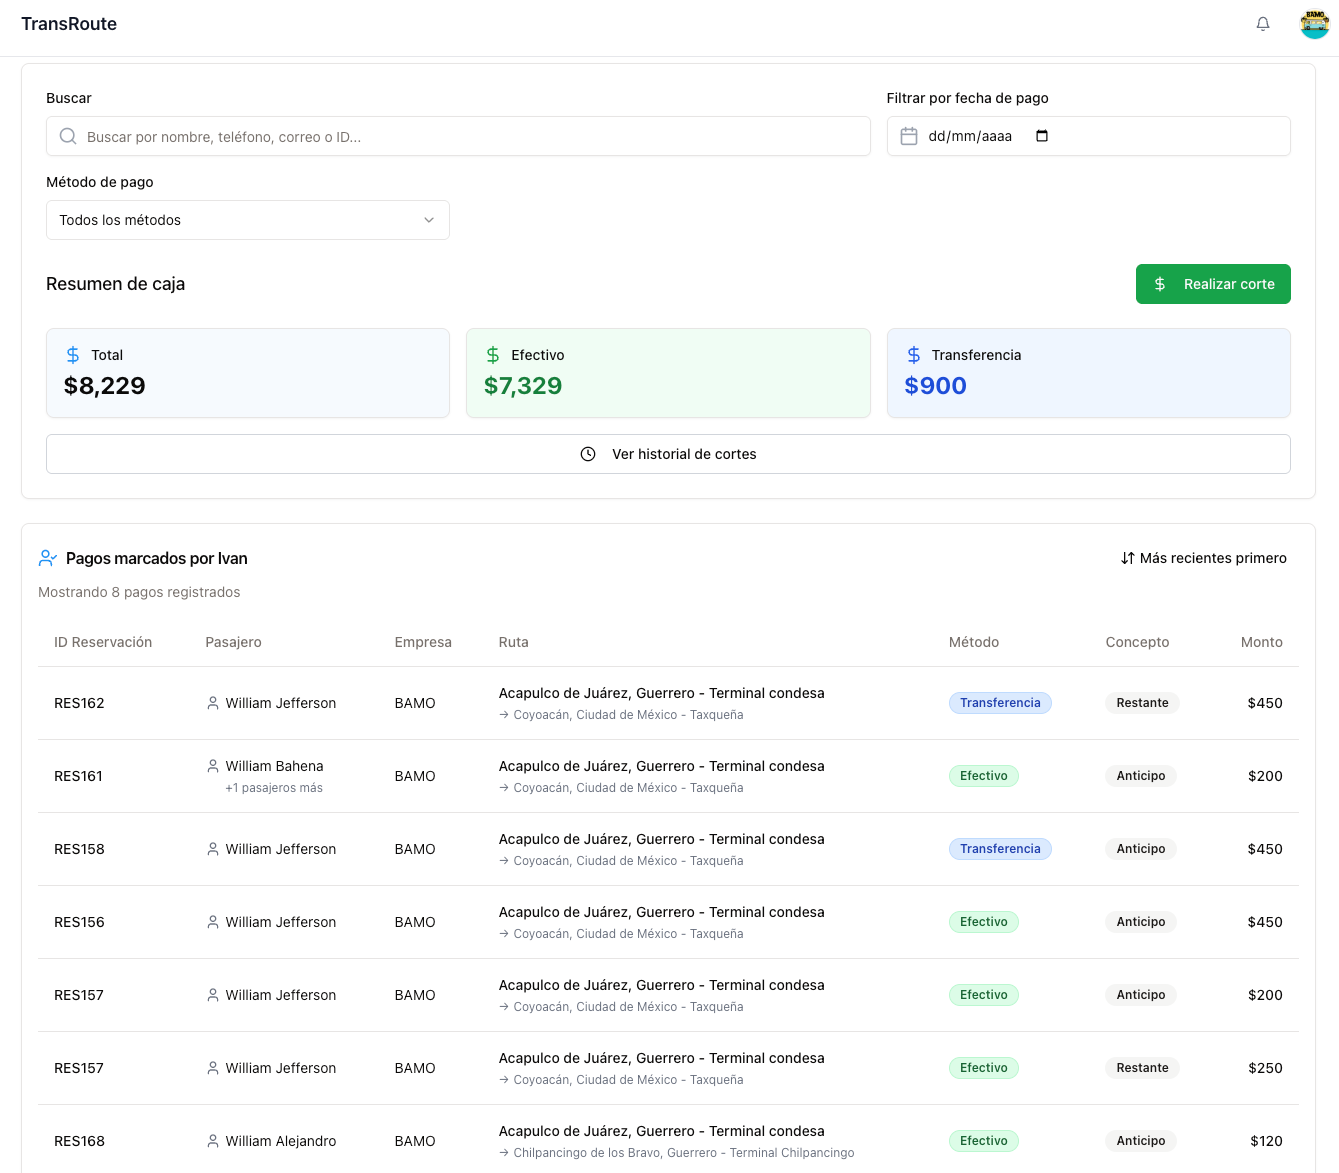 TransRoute
BAMO
Buscar
Filtrar por fecha de pago
Buscar por nombre, teléfono, correo o ID...
dd/mm/aaaa
Método de pago
Todos los métodos
Resumen de caja
Realizar corte
Total
$8,229
Efectivo
$7,329
Transferencia
$900
Ver historial de cortes
Pagos marcados por Ivan
Más recientes primero
Mostrando 8 pagos registrados
ID Reservación Pasajero Empresa Ruta Método Concepto Monto
RES162 William Jefferson BAMO Acapulco de Juárez, Guerrero - Terminal condesa Transferencia Restante $450
→ Coyoacán, Ciudad de México - Taxqueña
RES161 William Bahena BAMO Acapulco de Juárez, Guerrero - Terminal condesa Efectivo Anticipo $200
+1 pasajeros más → Coyoacán, Ciudad de México - Taxqueña
RES158 William Jefferson BAMO Acapulco de Juárez, Guerrero - Terminal condesa Transferencia Anticipo $450
→ Coyoacán, Ciudad de México - Taxqueña
RES156 William Jefferson BAMO Acapulco de Juárez, Guerrero - Terminal condesa Efectivo Anticipo $450
→ Coyoacán, Ciudad de México - Taxqueña
RES157 William Jefferson BAMO Acapulco de Juárez, Guerrero - Terminal condesa Efectivo Anticipo $200
→ Coyoacán, Ciudad de México - Taxqueña
RES157 William Jefferson BAMO Acapulco de Juárez, Guerrero - Terminal condesa Efectivo Restante $250
→ Coyoacán, Ciudad de México - Taxqueña
RES168 William Alejandro BAMO Acapulco de Juárez, Guerrero - Terminal condesa Efectivo Anticipo $120
→ Chilpancingo de los Bravo, Guerrero - Terminal Chilpancingo